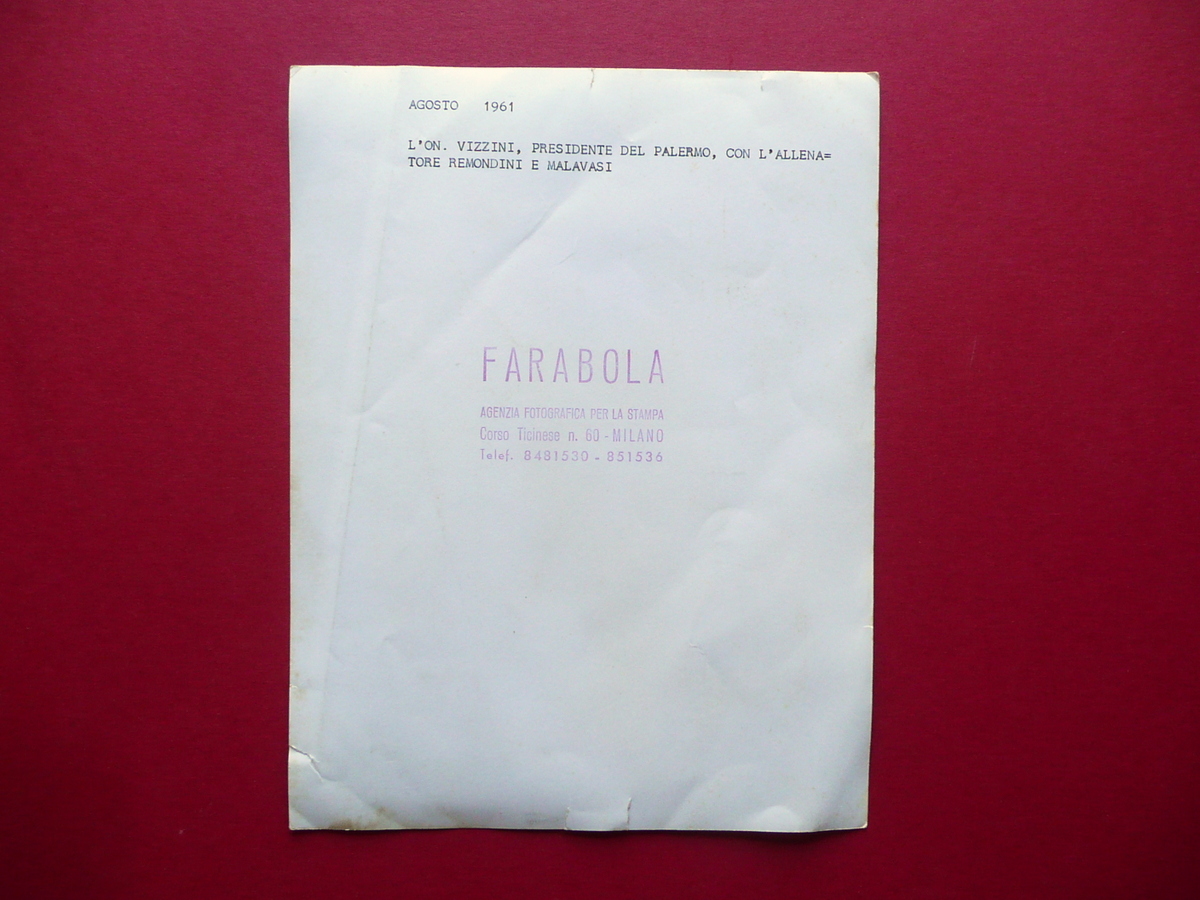 AGOSTO 1961
L'ON. VIZZINI, PRESIDENTE DEL PALERMO, CON L'ALLENA=
TORE REMONDINI E MALAVASI
FARABOLA
AGENZIA FOTOGRAFICA PER LA STAMPA
Corso Ticinese n. 60 - MILANO
Telef. 8481530 - 851536